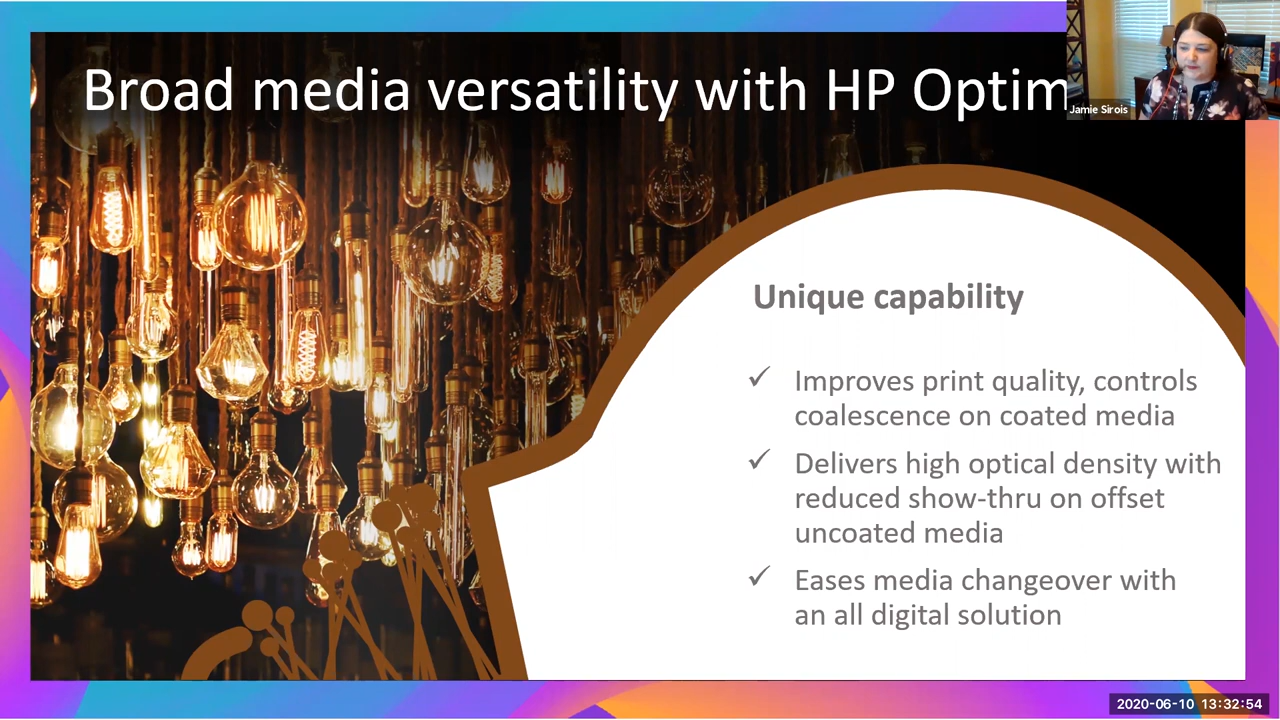 Broad media versatility with HP Optim
Jamie Sirois
Unique capability
✓ Improves print quality, controls
coalescence on coated media
✓ Delivers high optical density with
reduced show-thru on offset
uncoated media
✓ Eases media changeover with
an all digital solution
2020-06-10 13:32:54